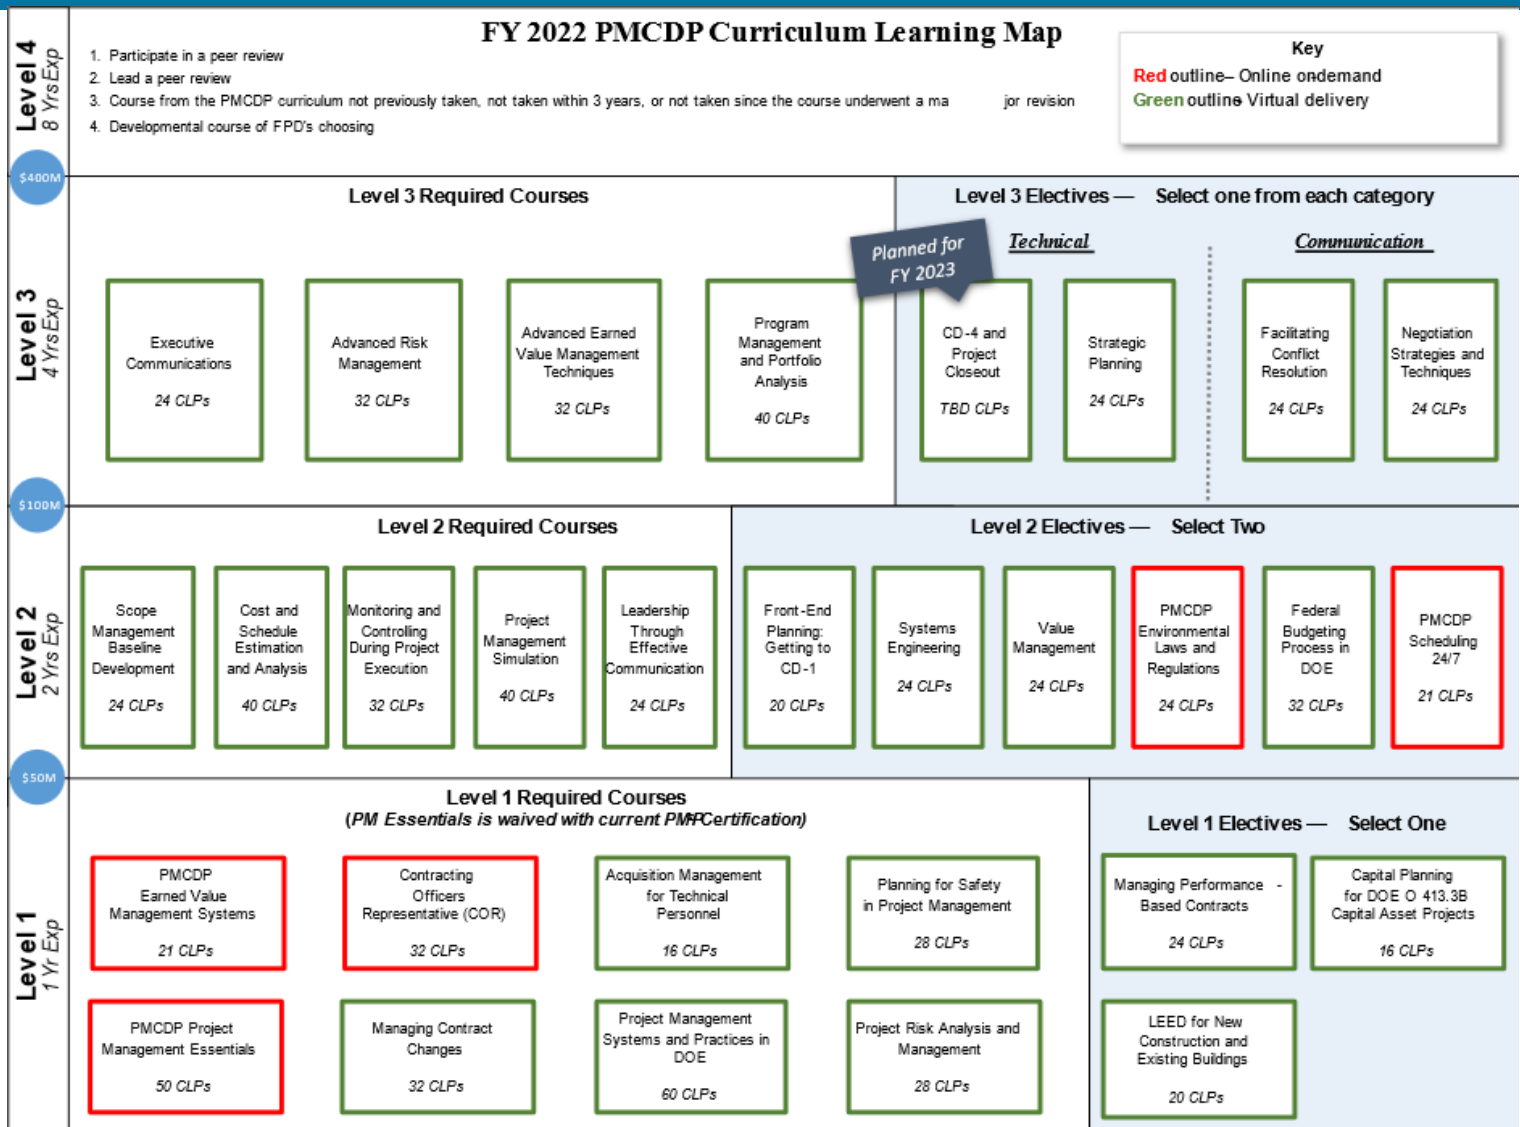 FY 2022 PMCDP Curriculum Learning Map
Level 4
8 YrsExp
1. Participate in a peer review
2. Lead a peer review
3. Course from the PMCDP curriculum not previously taken, not taken within 3 years, or not taken since the course underwent a ma jor revision
4. Developmental course of FPD's choosing
Key
Red outline– Online ondemand
Green outline Virtual delivery
$400M
Level 3
4 YrsExp
Level 3 Required Courses
Executive
Communications
24 CLPs
Advanced Risk
Management
32 CLPs
Advanced Earned
Value Management
Techniques
32 CLPs
Program
Management
and Portfolio
Analysis
40 CLPs
Level 3 Electives — Select one from each category
Planned for
FY 2023
Technical
CD-4 and
Project
Closeout
TBD CLPs
Strategic
Planning
24 CLPs
Communication
Facilitating
Conflict
Resolution
24 CLPs
Negotiation
Strategies and
Techniques
24 CLPs
$100M
Level 2
2 Yrs Exp
Level 2 Required Courses
Scope
Management
Baseline
Development
24 CLPs
Cost and
Schedule
Estimation
and Analysis
40 CLPs
Monitoring and
Controlling
During Project
Execution
32 CLPs
Project
Management
Simulation
40 CLPs
Leadership
Through
Effective
Communication
24 CLPs
Level 2 Electives — Select Two
Front-End
Planning:
Getting to
CD-1
20 CLPs
Systems
Engineering
24 CLPs
Value
Management
24 CLPs
PMCDP
Environmental
Laws and
Regulations
24 CLPs
Federal
Budgeting
Process in
DOE
32 CLPs
PMCDP
Scheduling
24/7
21 CLPs
$50M
Level 1
1 Yr Exp
Level 1 Required Courses
(PM Essentials is waived with current PMP Certification)
PMCDP
Earned Value
Management Systems
21 CLPs
Contracting
Officers
Representative (COR)
32 CLPs
Acquisition Management
for Technical
Personnel
16 CLPs
Planning for Safety
in Project Management
28 CLPs
PMCDP Project
Management Essentials
50 CLPs
Managing Contract
Changes
32 CLPs
Project Management
Systems and Practices in
DOE
60 CLPs
Project Risk Analysis and
Management
28 CLPs
Level 1 Electives — Select One
Managing Performance -
Based Contracts
24 CLPs
Capital Planning
for DOE O 413.3B
Capital Asset Projects
16 CLPs
LEED for New
Construction and
Existing Buildings
20 CLPs